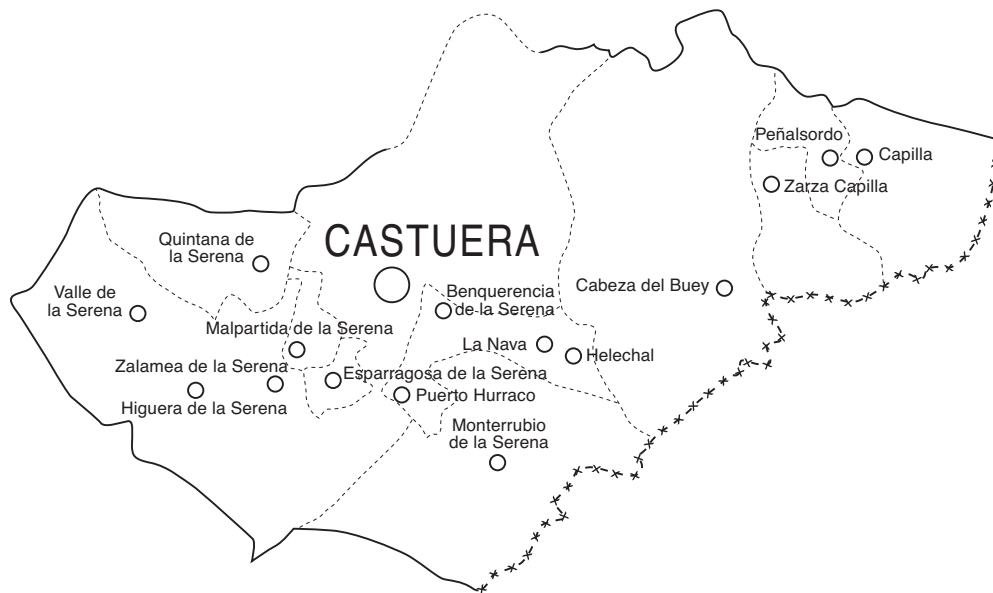 Peñalsordo
Capilla
Zarza Capilla
CASTUERA
Quintana de
la Serena
Cabeza del Buey
Valle de
la Serena
Benquerencia
de la Serena
Malpartida de la Serena
La Nava
Helechal
Zalamea de la Serena
Esparragosa de la Serena
Puerto Hurraco
Higuera de la Serena
Monterrubio
de la Serena